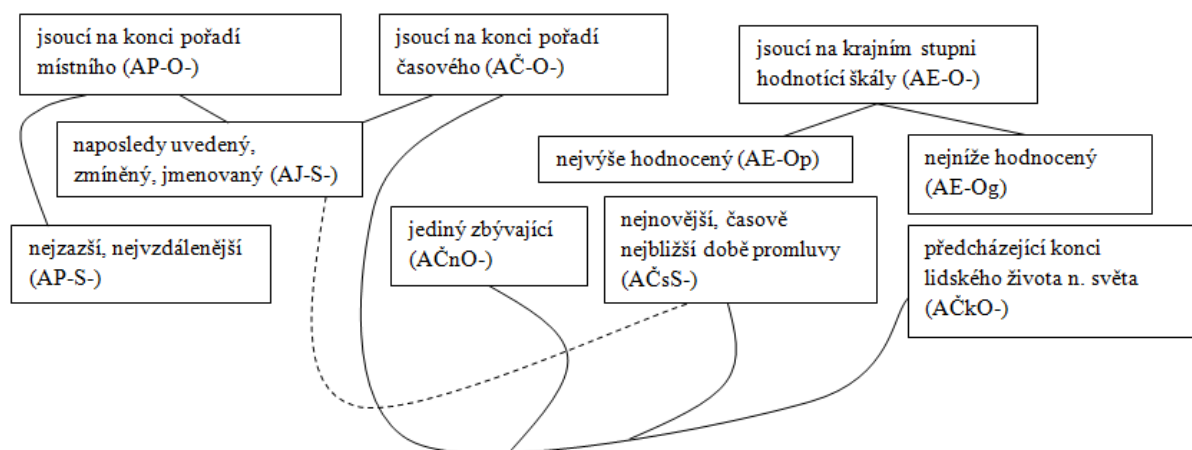 jsoucí na konci pořadí
místního (AP-O-)
jsoucí na konci pořadí
časového (AČ-O-)
jsoucí na krajním stupni
hodnotící škály (AE-O-)
naposledy uvedený,
zmíněný, jmenovaný (AJ-S-)
nejvýše hodnocený (AE-Op)
nejníže hodnocený
(AE-Og)
nejzazší, nejvzdálenější
(AP-S-)
jediný zbývající
(AČnO-)
nejnovější, časově
nejbližší době promluvy
(AČsS-)
předcházející konci
lidského života n. světa
(AČkO-)